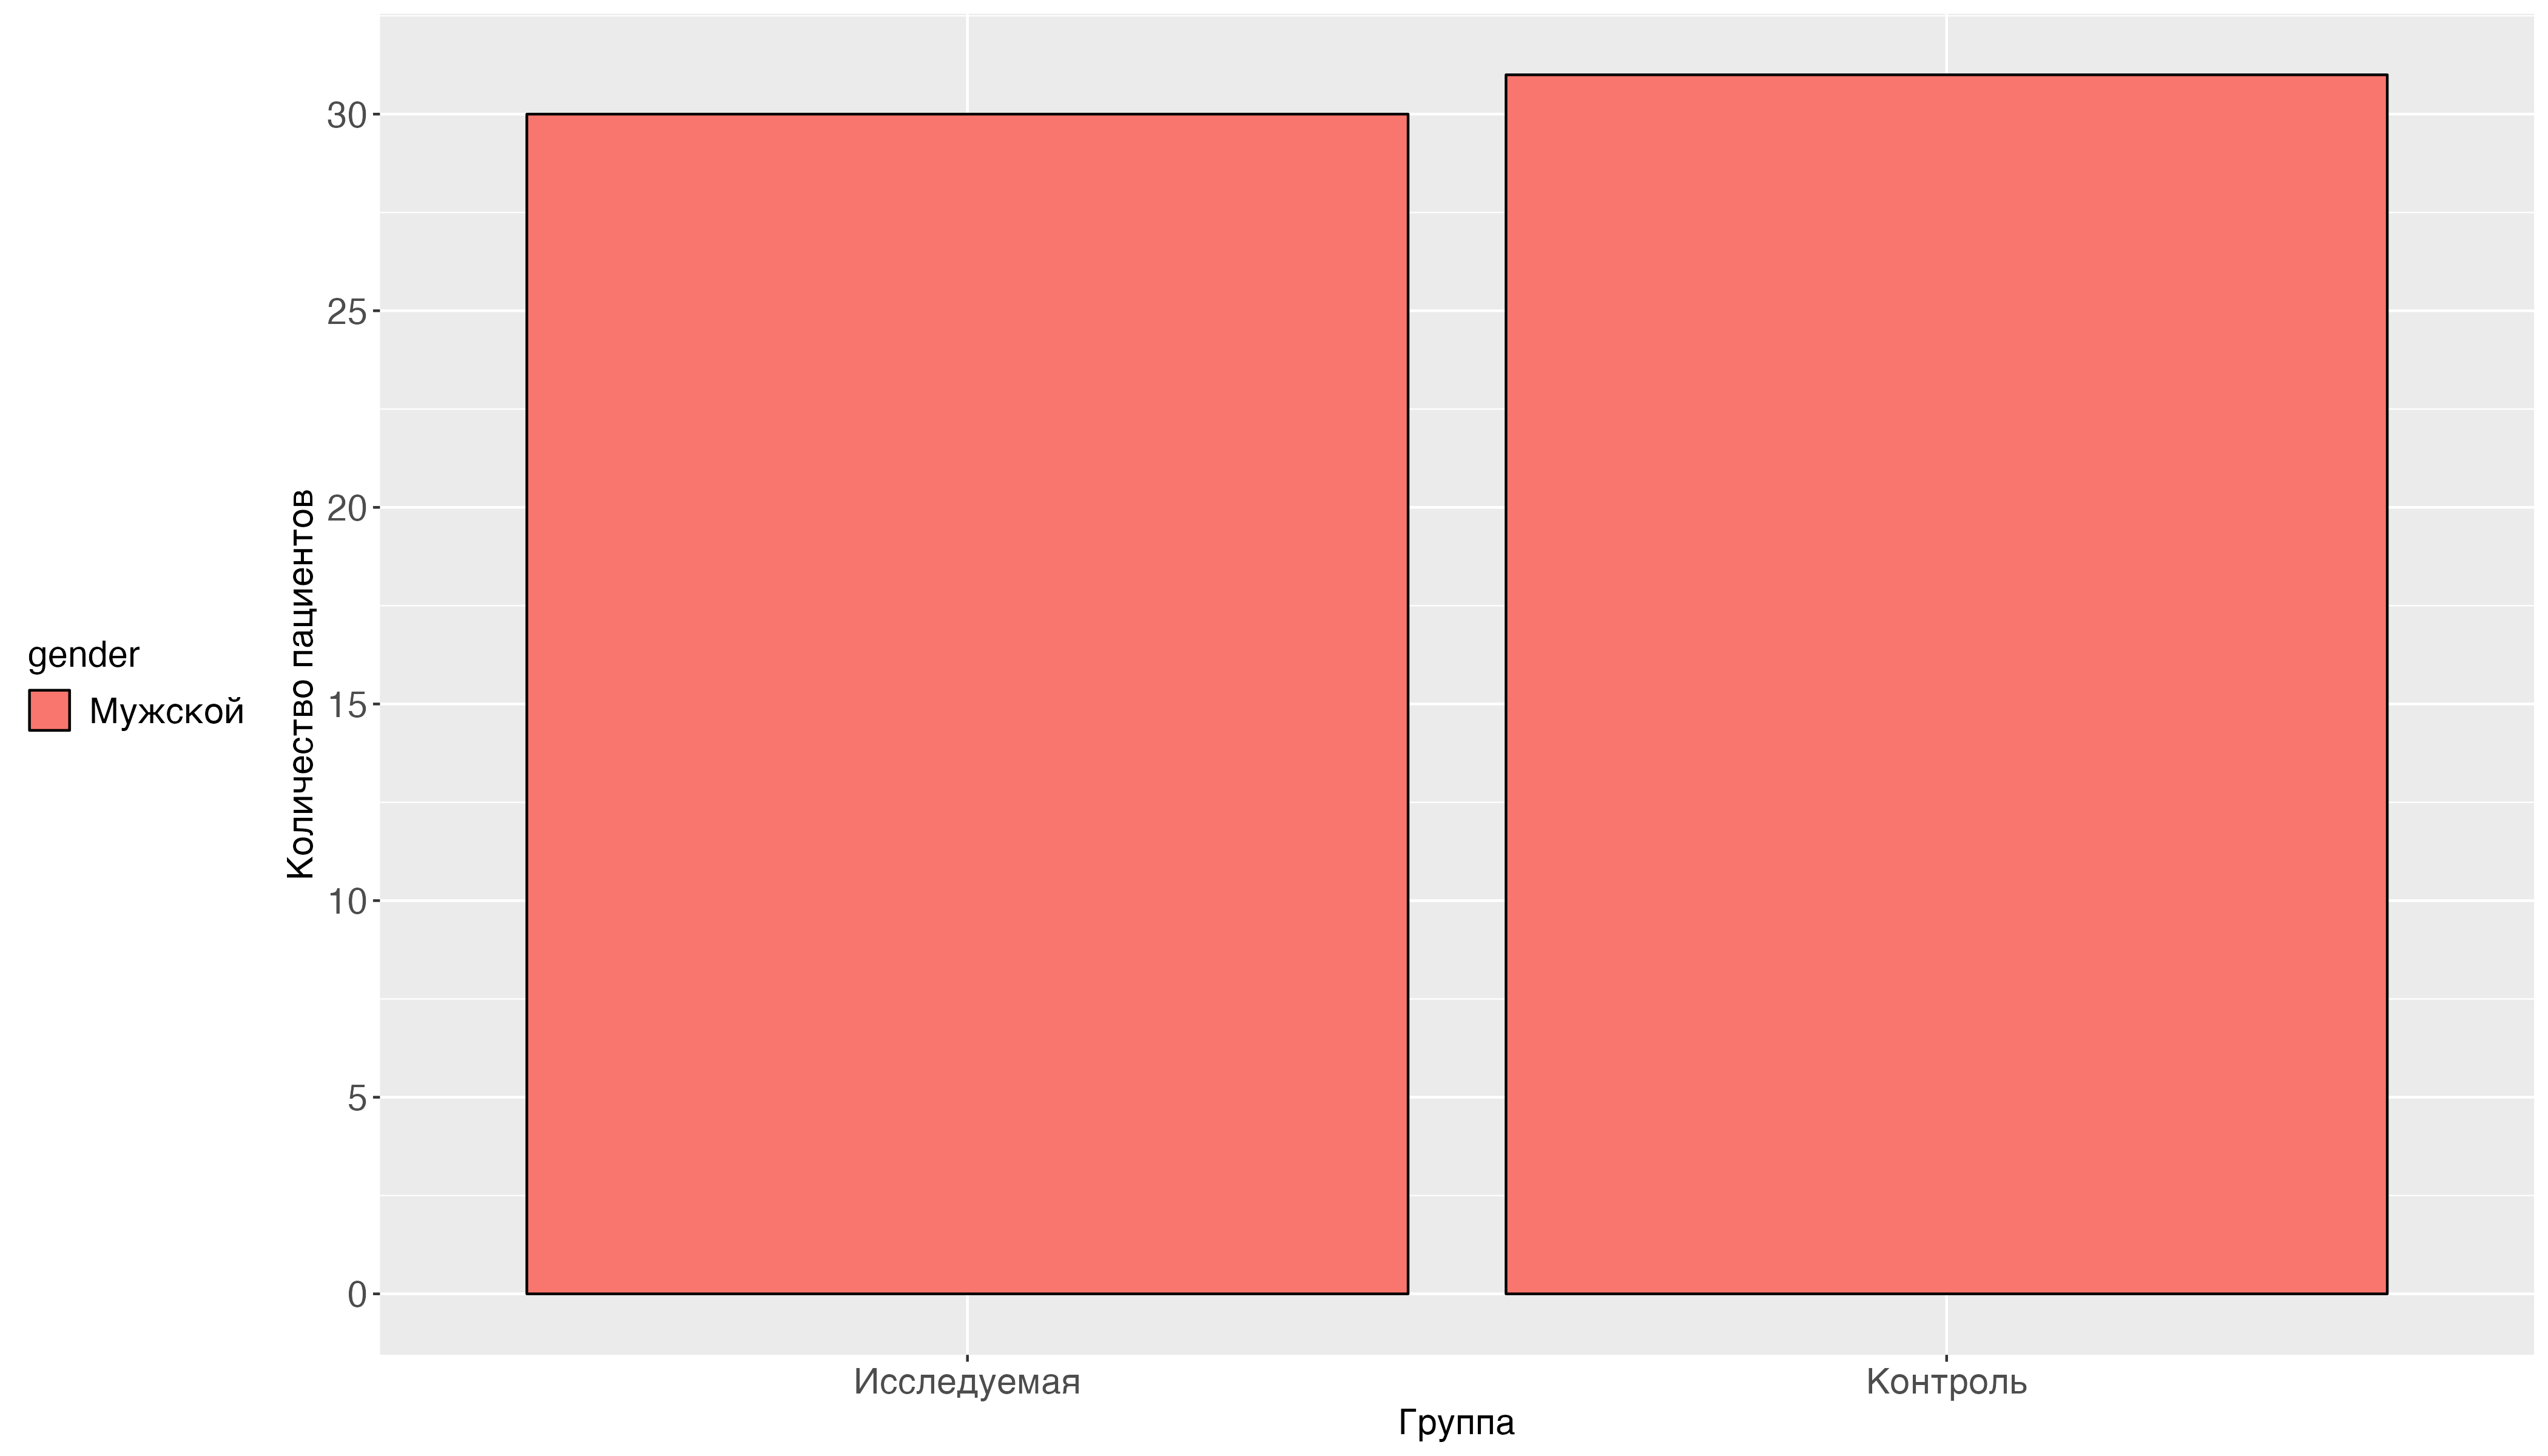 gender
Мужской
Количество пациентов
30
25
20
15
10
5
0
Исследуемая
Контроль
Группа